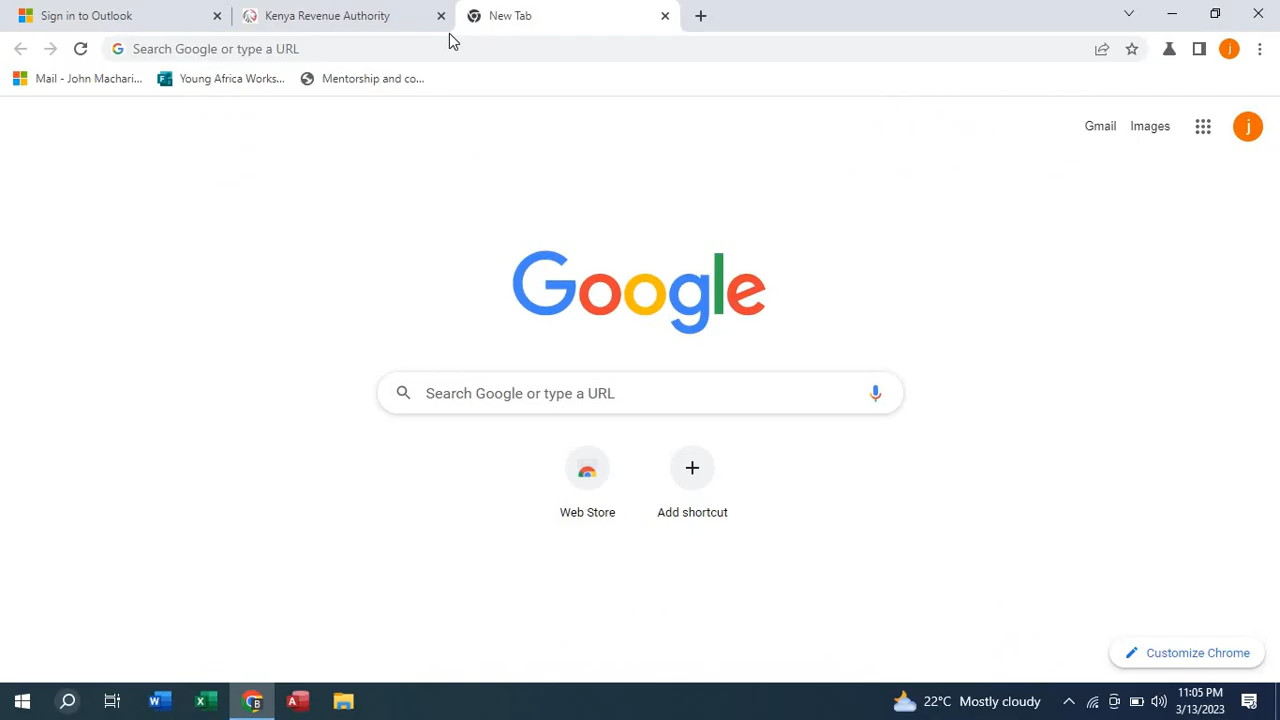 Sign in to Outlook
Kenya Revenue Authority
New Tab
Search Google or type a URL
j
Mail - John Machari...
Young Africa Works...
Mentorship and co...
Gmail
Images
j
Google
Search Google or type a URL
Web Store
Add shortcut
Customize Chrome
22°C Mostly cloudy
11:05 PM
3/13/2023